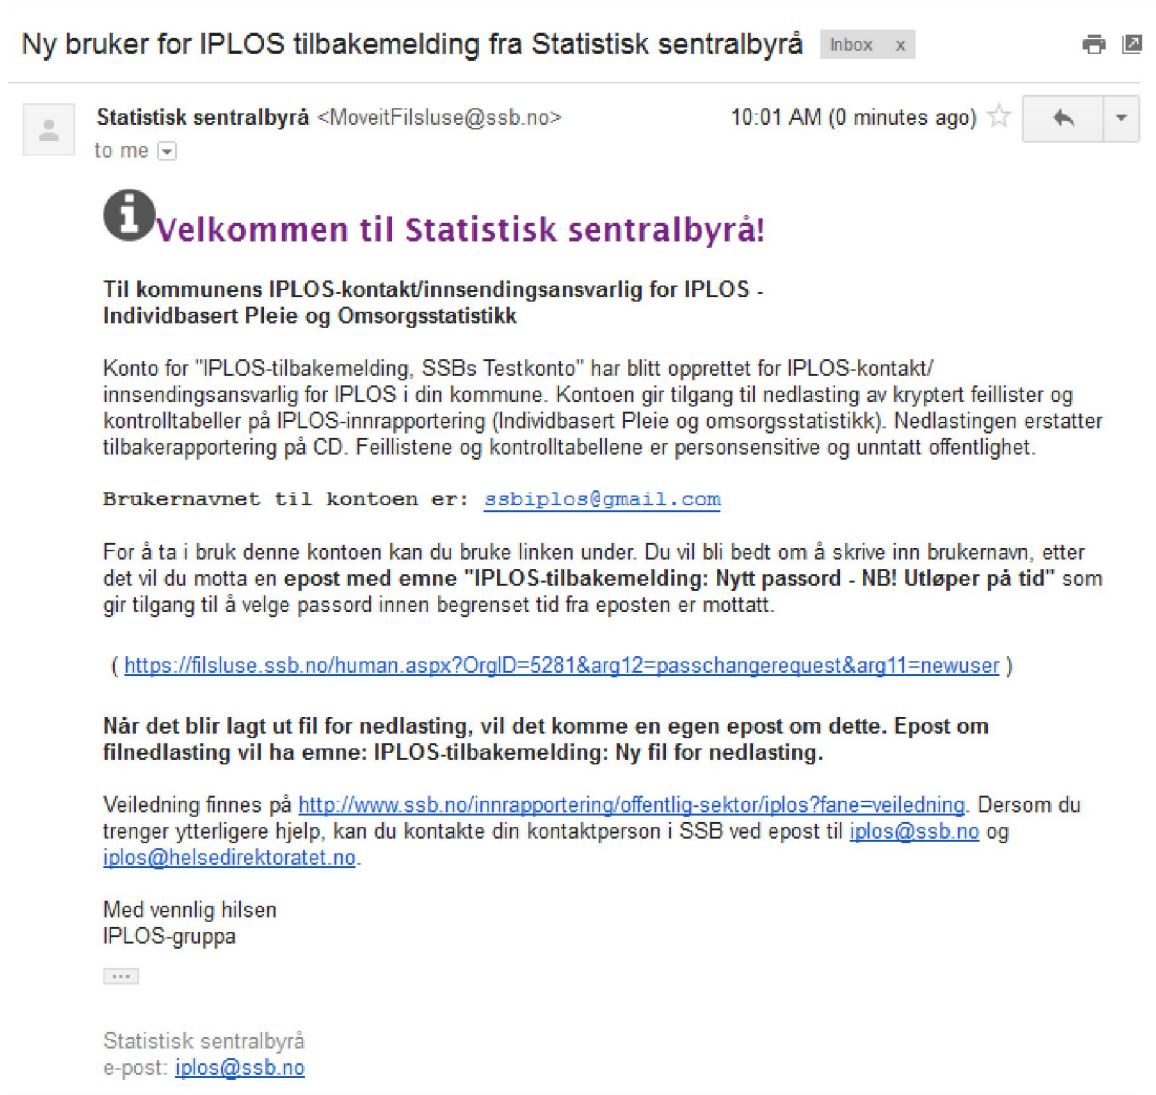 Ny bruker for IPLOS tilbakemelding fra Statistisk sentralbyrå Inbox x
Statistisk sentralbyrå <MoveitFilsluse@ssb.no> 10:01 AM (0 minutes ago)
to me
Velkommen til Statistisk sentralbyrå!
Til kommunens IPLOS-kontakt/innsendingsansvarlig for IPLOS -
Individbasert Pleie og Omsorgsstatistikk
Konto for "IPLOS-tilbakemelding, SSBs Testkonto" har blitt opprettet for IPLOS-kontakt/
innsendingsansvarlig for IPLOS i din kommune. Kontoen gir tilgang til nedlasting av kryptert feillister og
kontrolltabeller på IPLOS-innrapportering (Individbasert Pleie og omsorgsstatistikk). Nedlastingen erstatter
tilbakerapportering på CD. Feillistene og kontrolltabellene er personsensitive og unntatt offentlighet.
Brukernavnet til kontoen er: ssbiplos@gmail.com
For å ta i bruk denne kontoen kan du bruke linken under. Du vil bli bedt om å skrive inn brukernavn, etter
det vil du motta en epost med emne "IPLOS-tilbakemelding: Nytt passord - NB! Utløper på tid" som
gir tilgang til å velge passord innen begrenset tid fra eposten er mottatt.
( https://filsluse.ssb.no/human.aspx?OrgID=5281&arg12=passchangerequest&arg11=newuser )
Når det blir lagt ut fil for nedlasting, vil det komme en egen epost om dette. Epost om
filnedlasting vil ha emne: IPLOS-tilbakemelding: Ny fil for nedlasting.
Veiledning finnes på http://www.ssb.no/innrapportering/offentlig-sektor/iplos?fane=veiledning. Dersom du
trenger ytterligere hjelp, kan du kontakte din kontaktperson i SSB ved epost til iplos@ssb.no og
iplos@helsedirektoratet.no.
Med vennlig hilsen
IPLOS-gruppa
...
Statistisk sentralbyrå
e-post: iplos@ssb.no